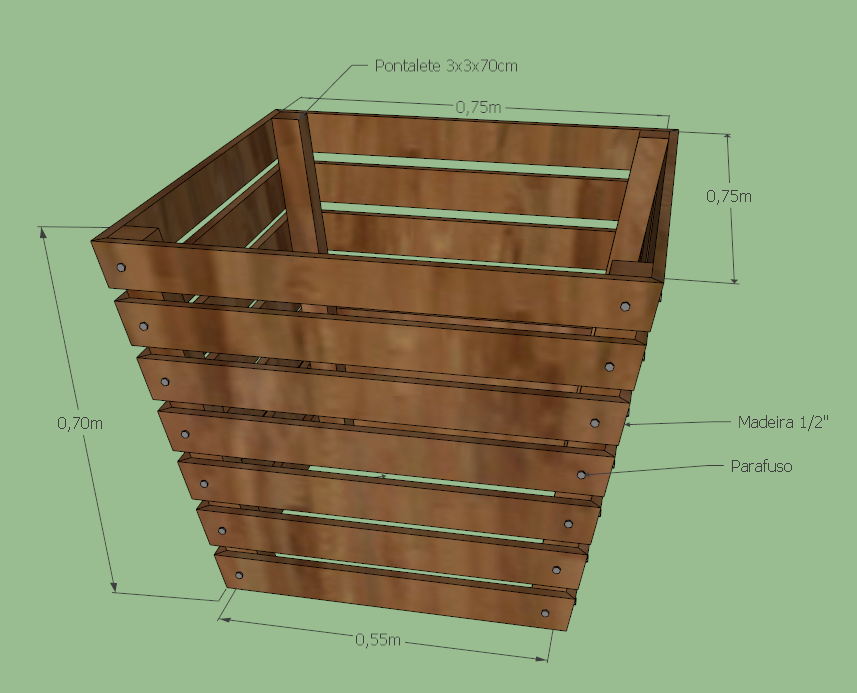 Pontalete 3x3x70cm
0,75m
0,75m
0,70m
Madeira 1/2"
Parafuso
0,55m